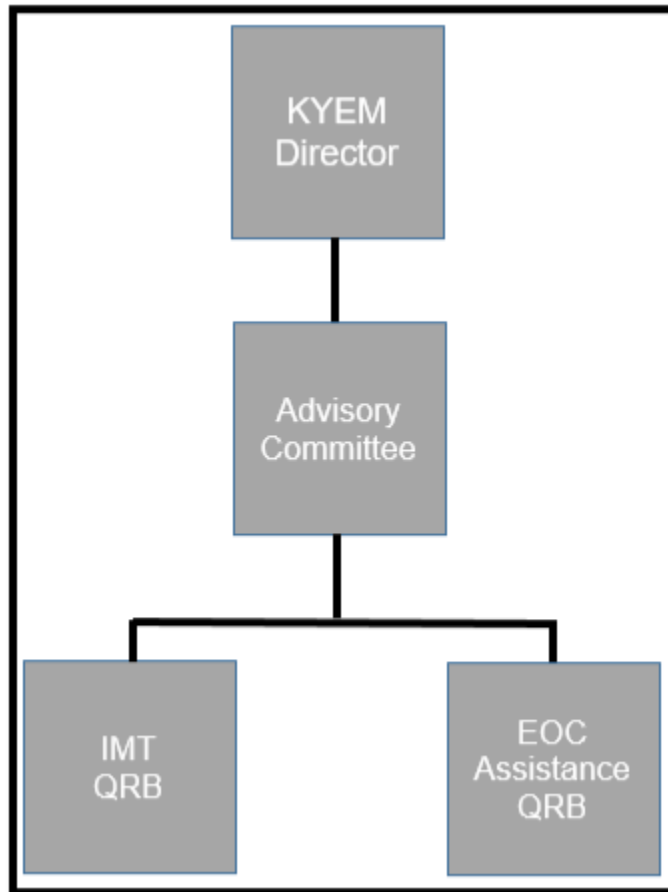 KYEM
Director
Advisory
Committee
IMT
QRB
EOC
Assistance
QRB